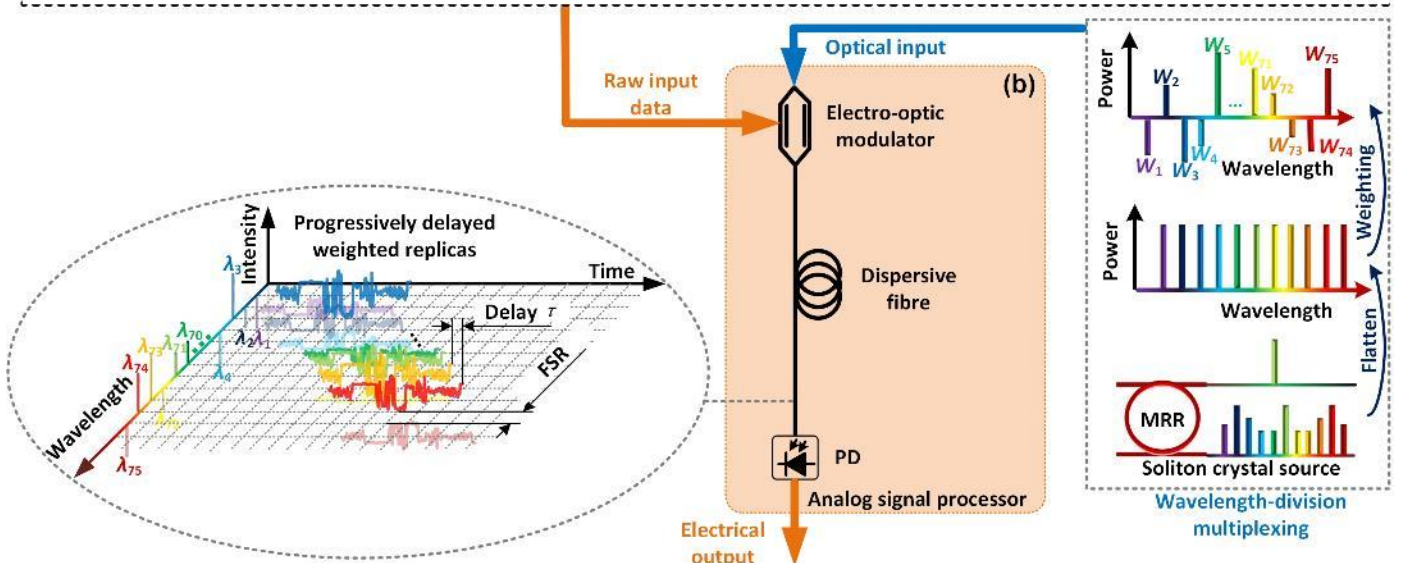 Optical input
Raw input
data
(b)
Electro-optic
modulator
Dispersive
fibre
PD
Analog signal processor
Electrical
output
Progressively delayed
weighted replicas
Intensity
Time
Delay τ
FSR
Wavelength
λ3
λ2 λ1
λ4
λ70
λ71
λ73
λ74
λ75
Power
W1
W2
W3
W4
W5
...
W71
W72
W73
W74
W75
Wavelength
Weighting
Power
Wavelength
Flatten
MRR
Soliton crystal source
Wavelength-division
multiplexing